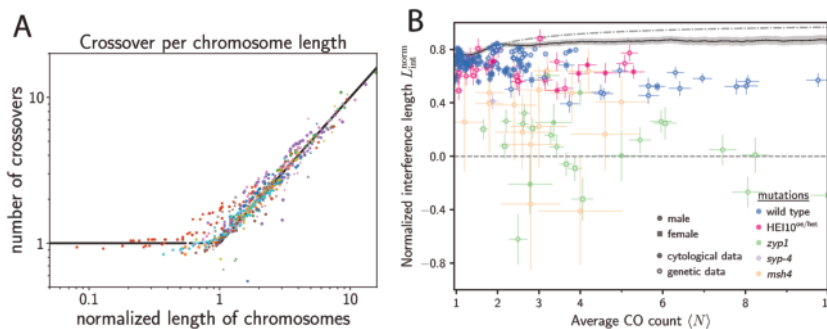 A
Crossover per chromosome length
number of crossovers
10
1
0.1
1
10
normalized length of chromosomes
B
Normalized interference length L_int^norm
0.8
0.4
0.0
−0.4
−0.8
male
female
cytological data
genetic data
mutations
wild type
HEI10^oe/het
zyp1
syp-4
msh4
1
2
3
4
6
8
10
Average CO count ⟨N⟩